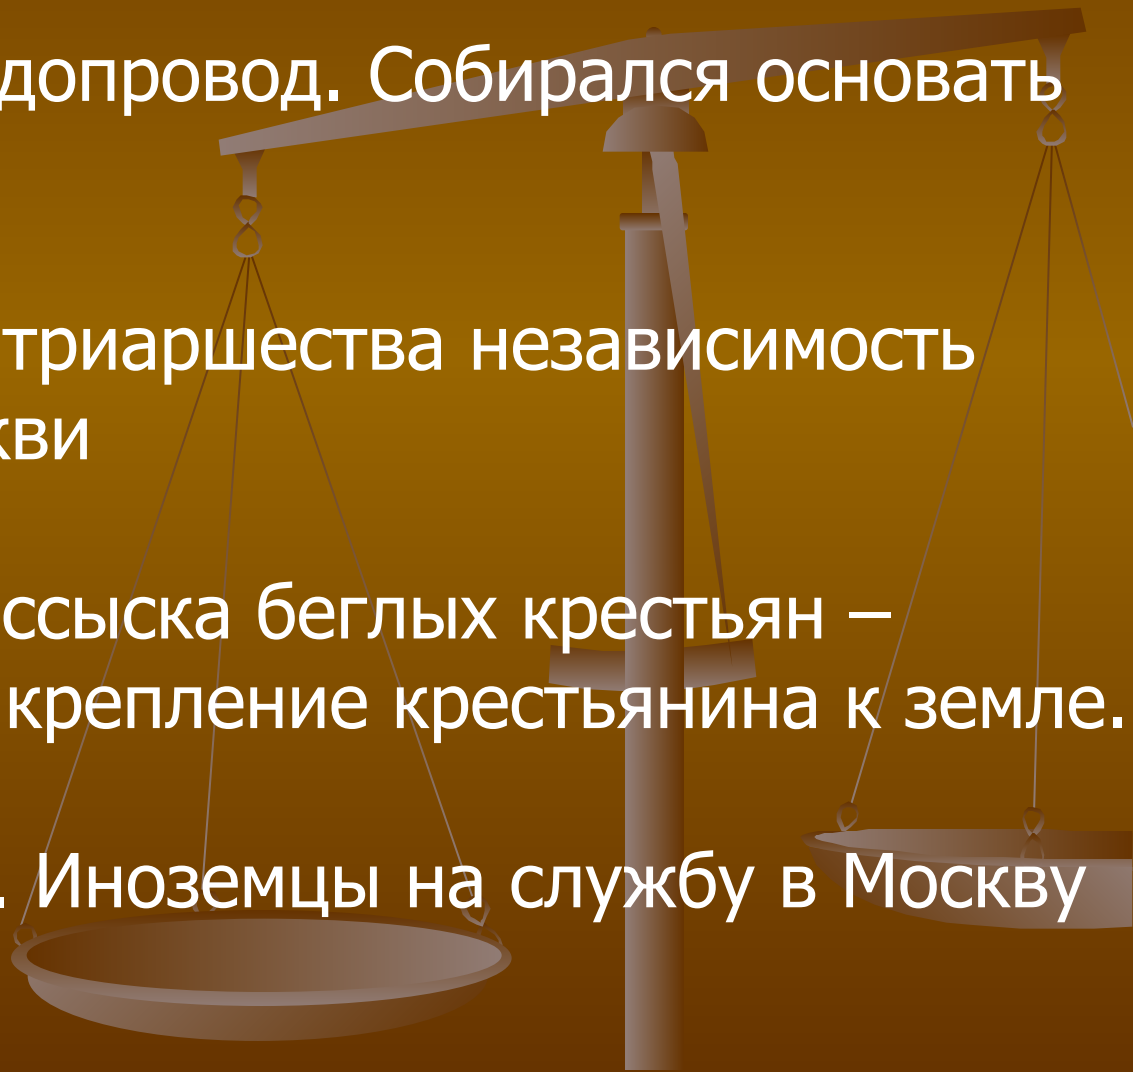 допровод. Собирался основать
триаршества независимость
кви
ссыска беглых крестьян –
крепление крестьянина к земле.
. Иноземцы на службу в Москву